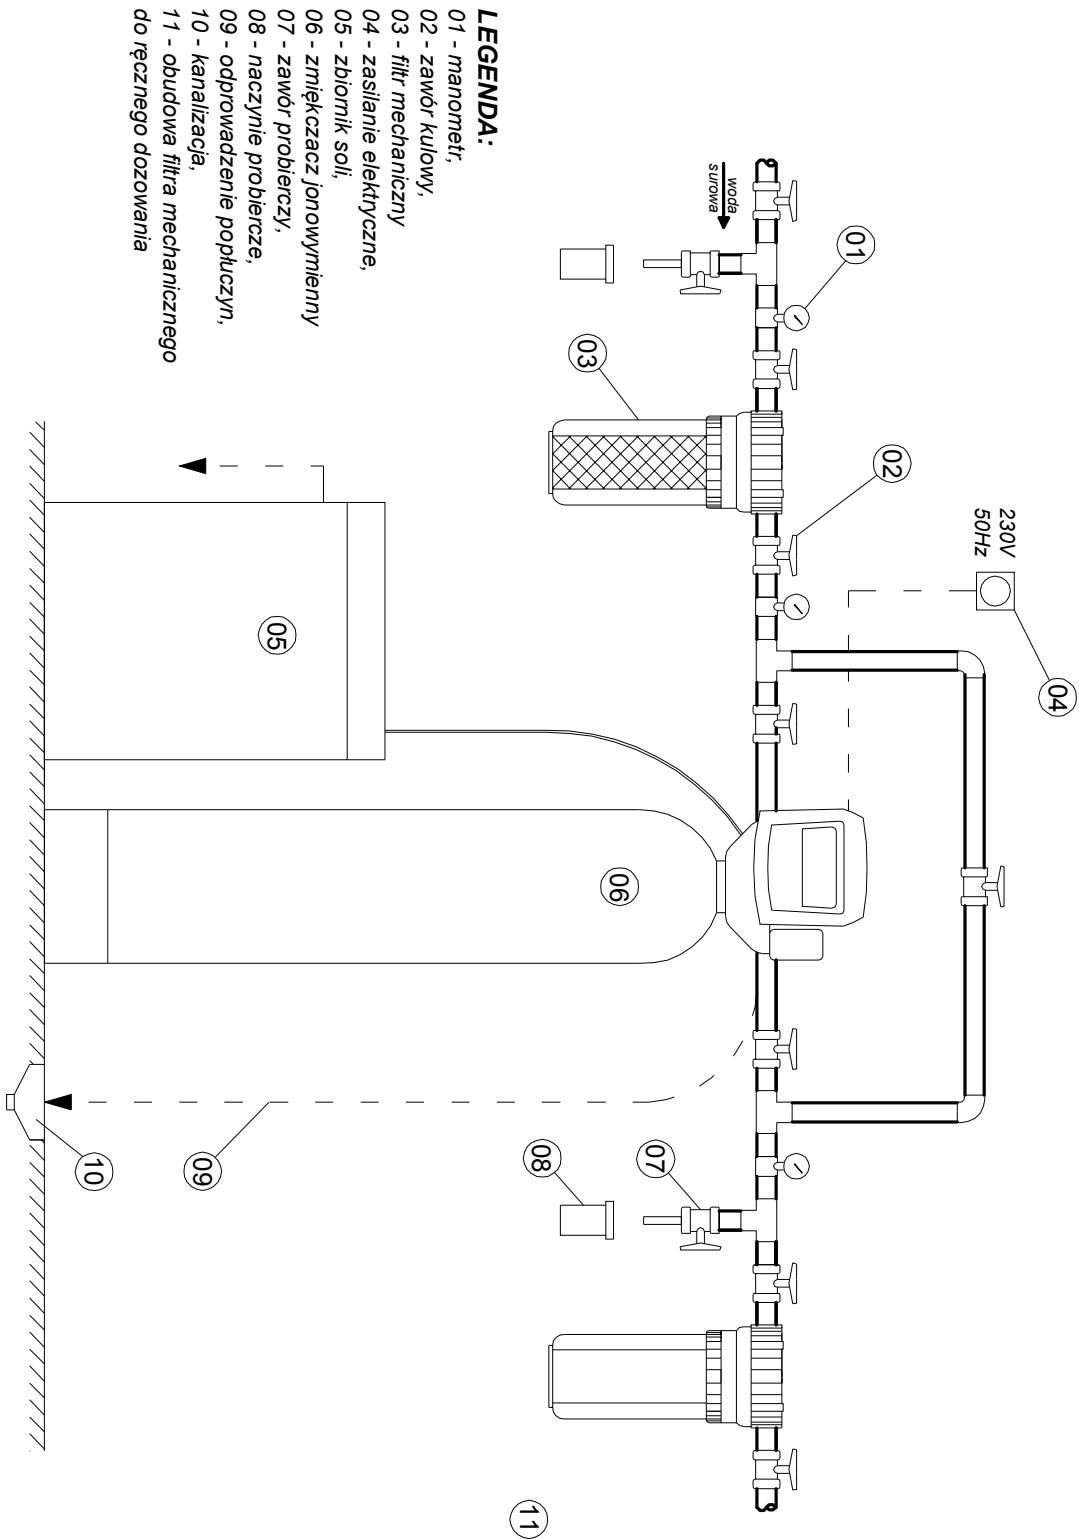 LEGENDA:
01 - manometr,
02 - zawór kulowy,
03 - filtr mechaniczny
04 - zasilanie elektryczne,
05 - zbiornik soli,
06 - zmiękczacz jonowymienny
07 - zawór probierczy,
08 - naczynie probiercze,
09 - odprowadzenie popłuczyn,
10 - kanalizacja,
11 - obudowa filtra mechanicznego
do ręcznego dozowania
woda
surowa
01
03
02
230V
50Hz
04
05
06
07
08
09
10
11